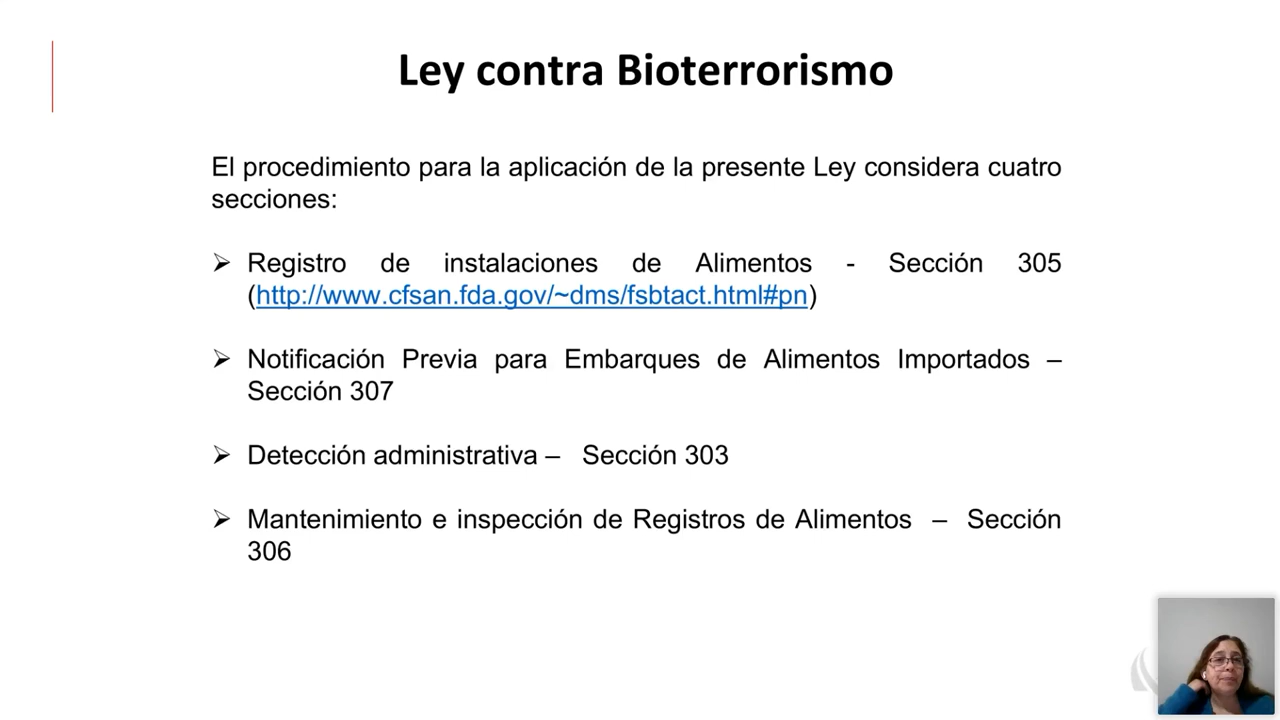 Ley contra Bioterrorismo
El procedimiento para la aplicación de la presente Ley considera cuatro
secciones:
➢ Registro de instalaciones de Alimentos - Sección 305
(http://www.cfsan.fda.gov/~dms/fsbtact.html#pn)
➢ Notificación Previa para Embarques de Alimentos Importados –
Sección 307
➢ Detección administrativa – Sección 303
➢ Mantenimiento e inspección de Registros de Alimentos – Sección
306